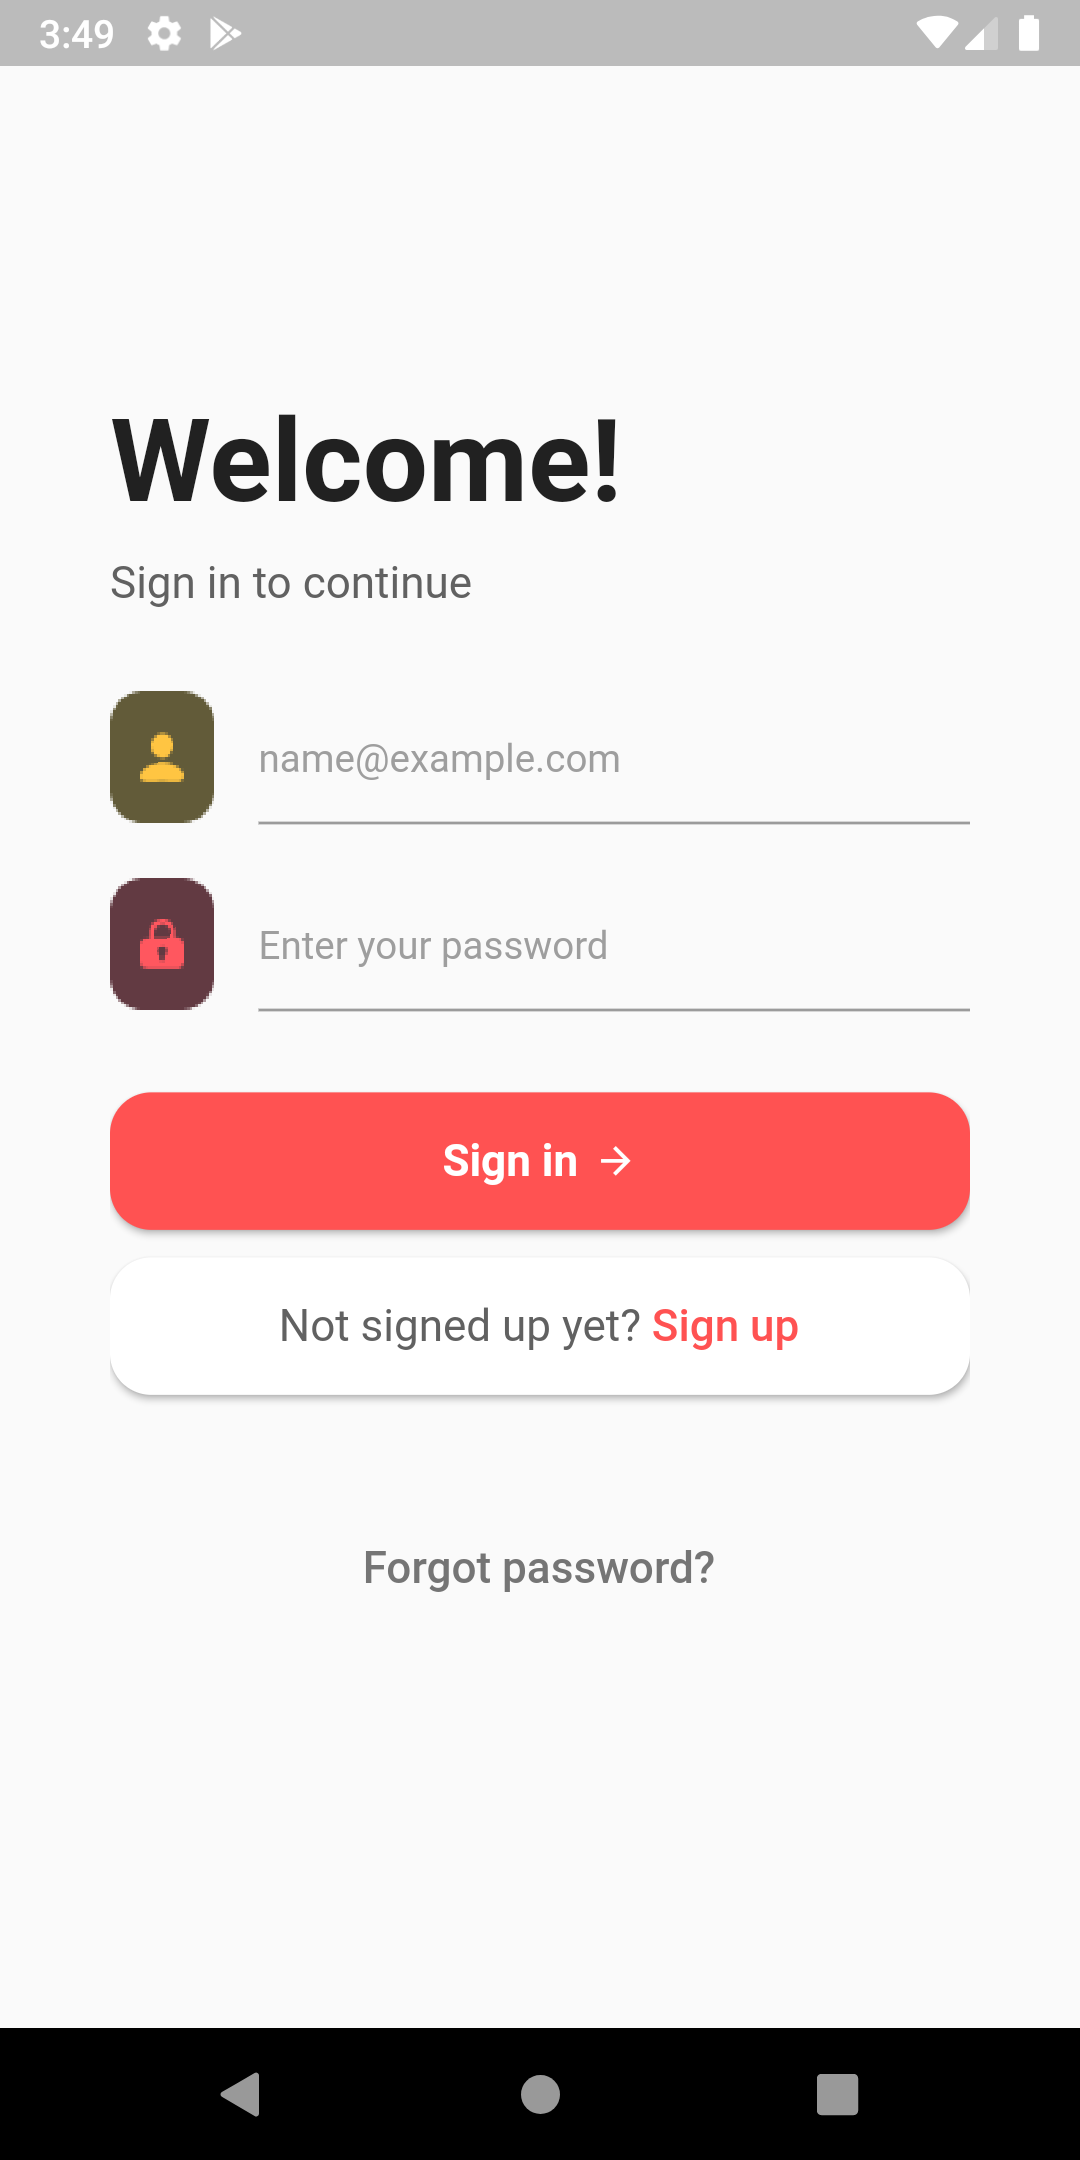 3:49
Welcome!
Sign in to continue
name@example.com
Enter your password
Sign in →
Not signed up yet? Sign up
Forgot password?